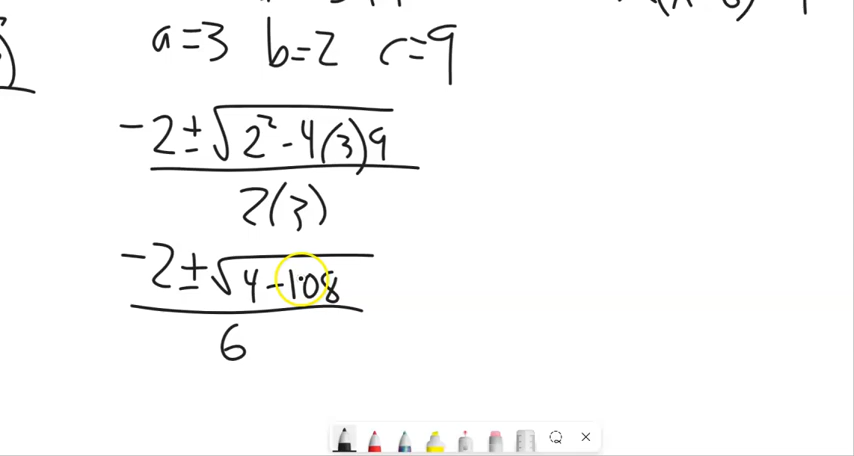 a=3 b=2 c=9
-2±√2²-4(3)9
2(3)
-2±√4-108
6